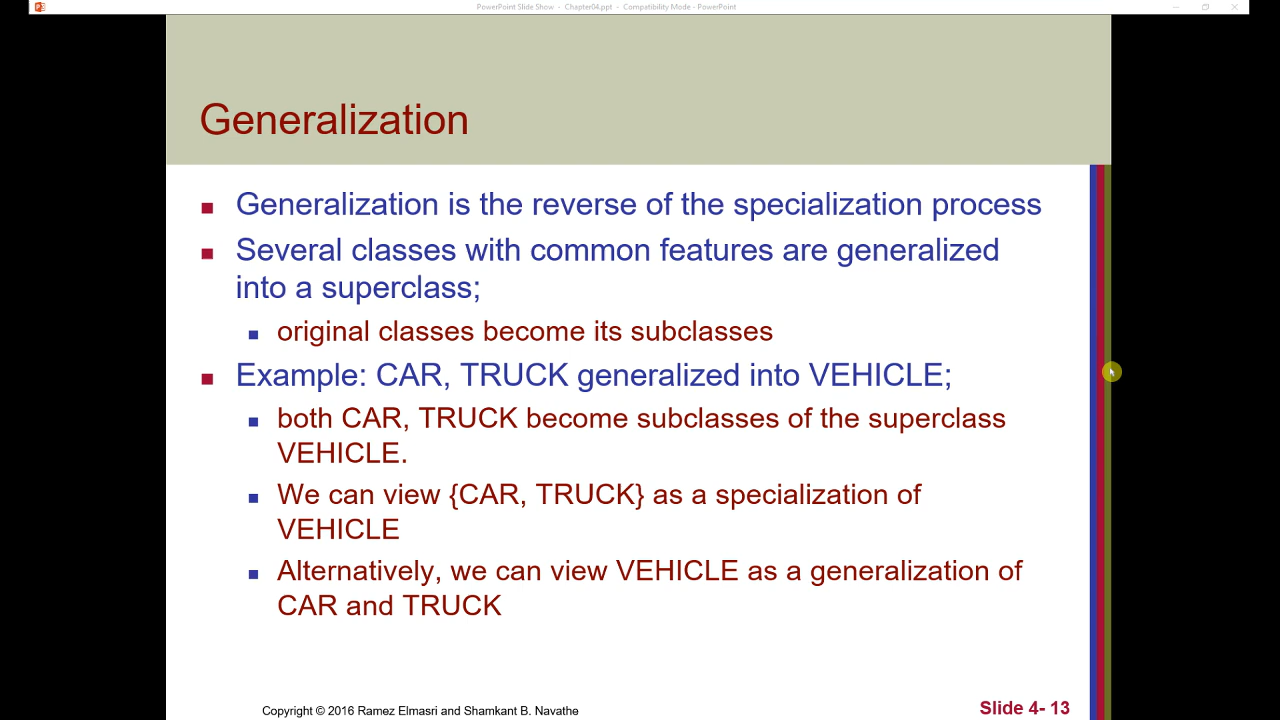 PowerPoint Slide Show - Chapter04.ppt - Compatibility Mode - PowerPoint
Generalization
Generalization is the reverse of the specialization process
Several classes with common features are generalized
into a superclass;
original classes become its subclasses
Example: CAR, TRUCK generalized into VEHICLE;
both CAR, TRUCK become subclasses of the superclass
VEHICLE.
We can view {CAR, TRUCK} as a specialization of
VEHICLE
Alternatively, we can view VEHICLE as a generalization of
CAR and TRUCK
Copyright © 2016 Ramez Elmasri and Shamkant B. Navathe
Slide 4- 13